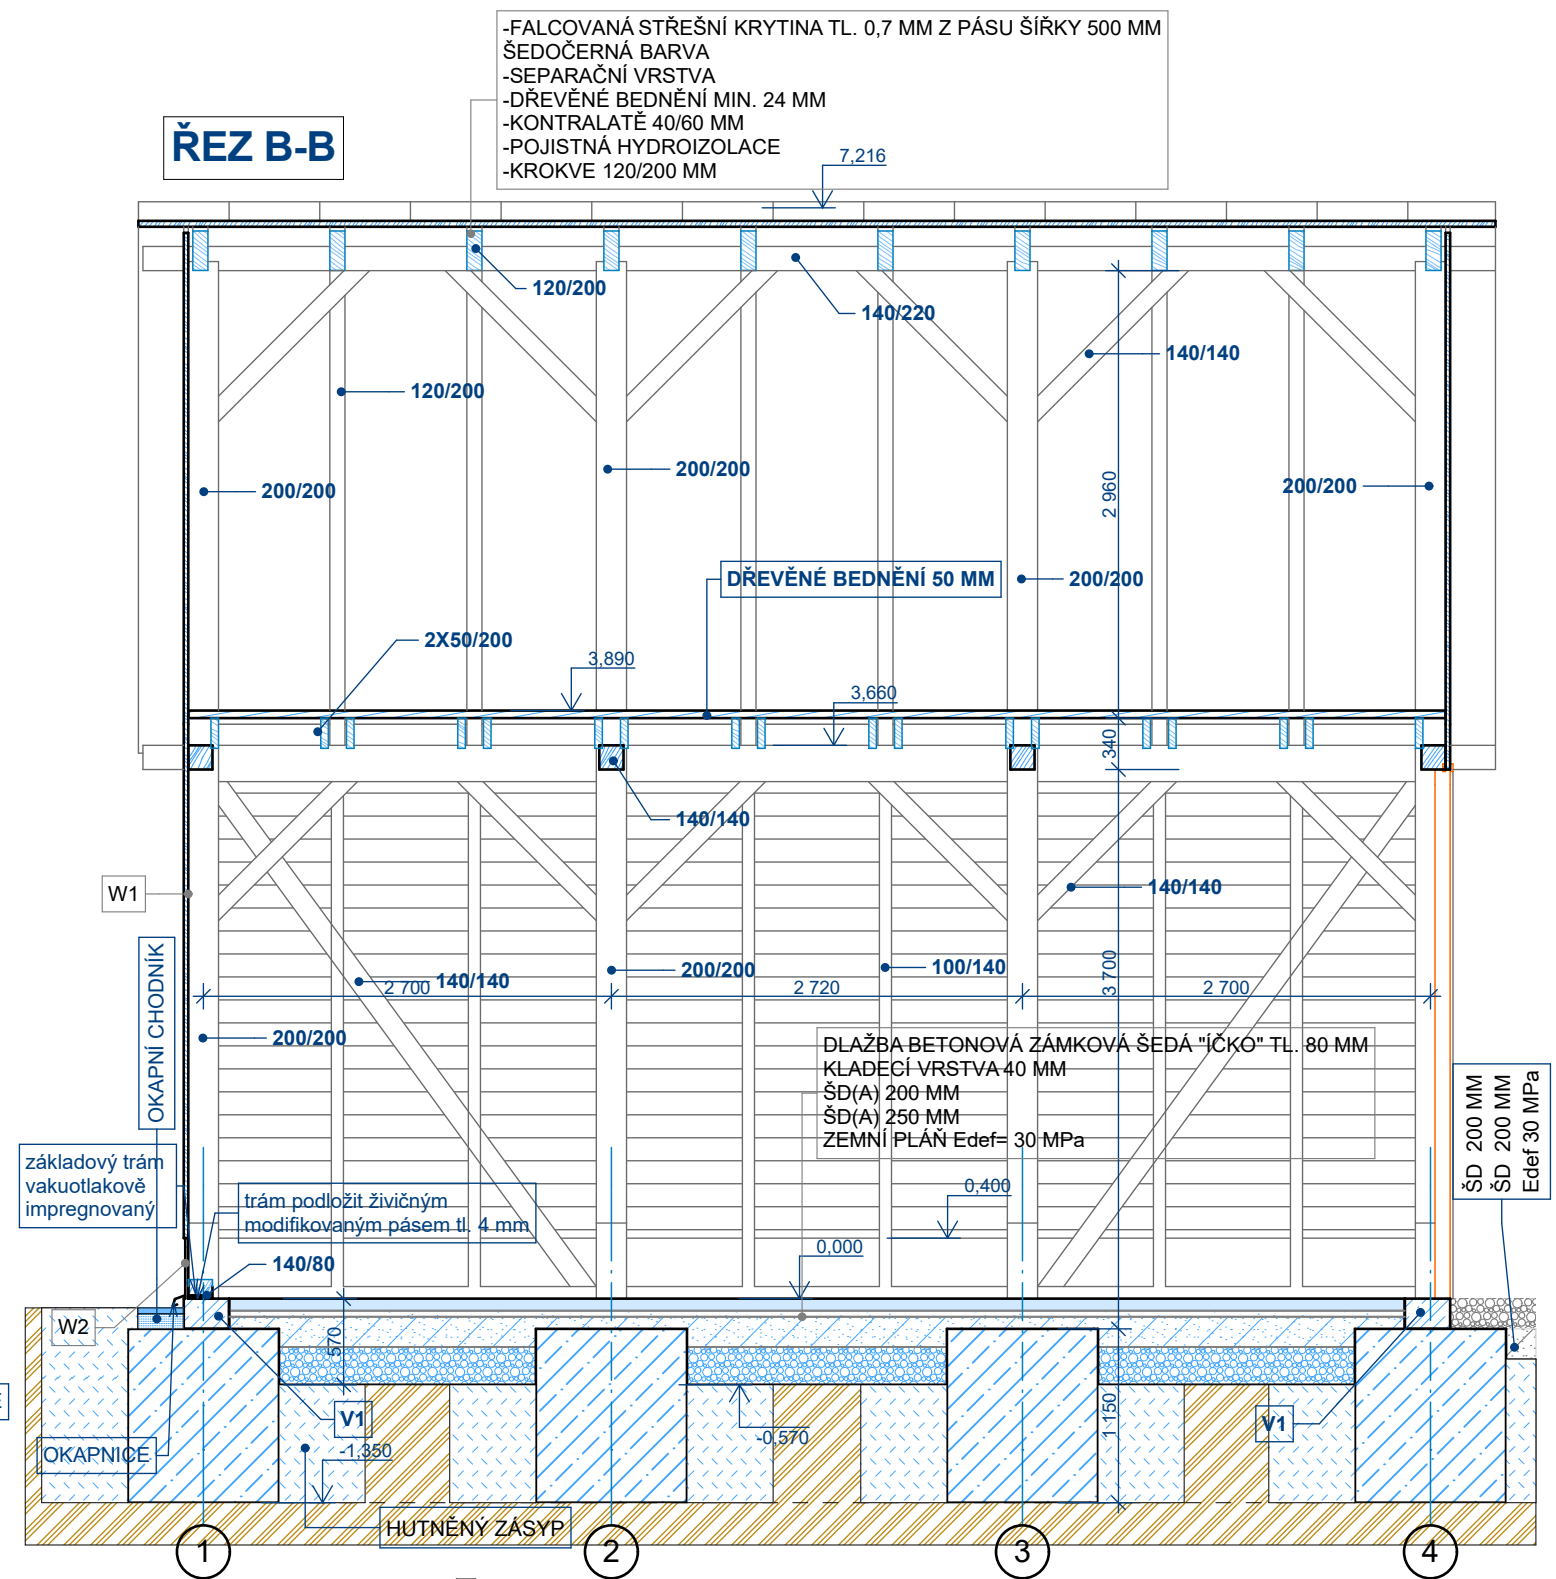 -FALCOVANÁ STŘEŠNÍ KRYTINA TL. 0,7 MM Z PÁSU ŠÍŘKY 500 MM
ŠEDOČERNÁ BARVA
-SEPARAČNÍ VRSTVA
-DŘEVĚNÉ BEDNĚNÍ MIN. 24 MM
-KONTRALATĚ 40/60 MM
-POJISTNÁ HYDROIZOLACE
-KROKVE 120/200 MM
ŘEZ B-B
7,216
120/200
140/220
140/140
120/200
200/200
200/200
200/200
2 960
DŘEVĚNÉ BEDNĚNÍ 50 MM
200/200
2X50/200
3,890
3,660
340
140/140
W1
140/140
OKAPNÍ CHODNÍK
200/200
100/140
140/140
3 700
2 700
2 720
2 700
200/200
DLAŽBA BETONOVÁ ZÁMKOVÁ ŠEDÁ "ÍČKO" TL. 80 MM
KLADECÍ VRSTVA 40 MM
ŠD(A) 200 MM
ŠD(A) 250 MM
ZEMNÍ PLÁŇ Edef= 30 MPa
ŠD 200 MM
ŠD 200 MM
Edef 30 MPa
základový trám
vakuotlakově
impregnovaný
trám podložit živičným
modifikovaným pásem tl. 4 mm
0,400
0,000
140/80
W2
570
V1
1 150
V1
-0,570
OKAPNICE
-1,350
HUTNĚNÝ ZÁSYP
1
2
3
4